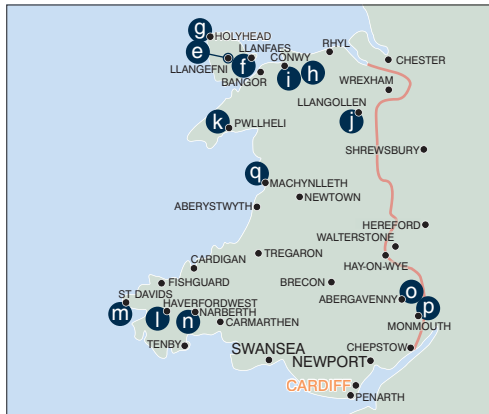 g
HOLYHEAD
RHYL
e
LLANFAES
CONWY
CHESTER
LLANGEFNI
f
BANGOR
i
h
WREXHAM
LLANGOLLEN
j
k
PWLLHELI
SHREWSBURY
q
MACHYNLLETH
NEWTOWN
ABERYSTWYTH
HEREFORD
WALTERSTONE
TREGARON
HAY-ON-WYE
CARDIGAN
BRECON
FISHGUARD
ABERGAVENNY
o
p
ST DAVIDS
HAVERFORDWEST
m
l
n
NARBERTH
CARMARTHEN
MONMOUTH
TENBY
SWANSEA
CHEPSTOW
NEWPORT
CARDIFF
PENARTH